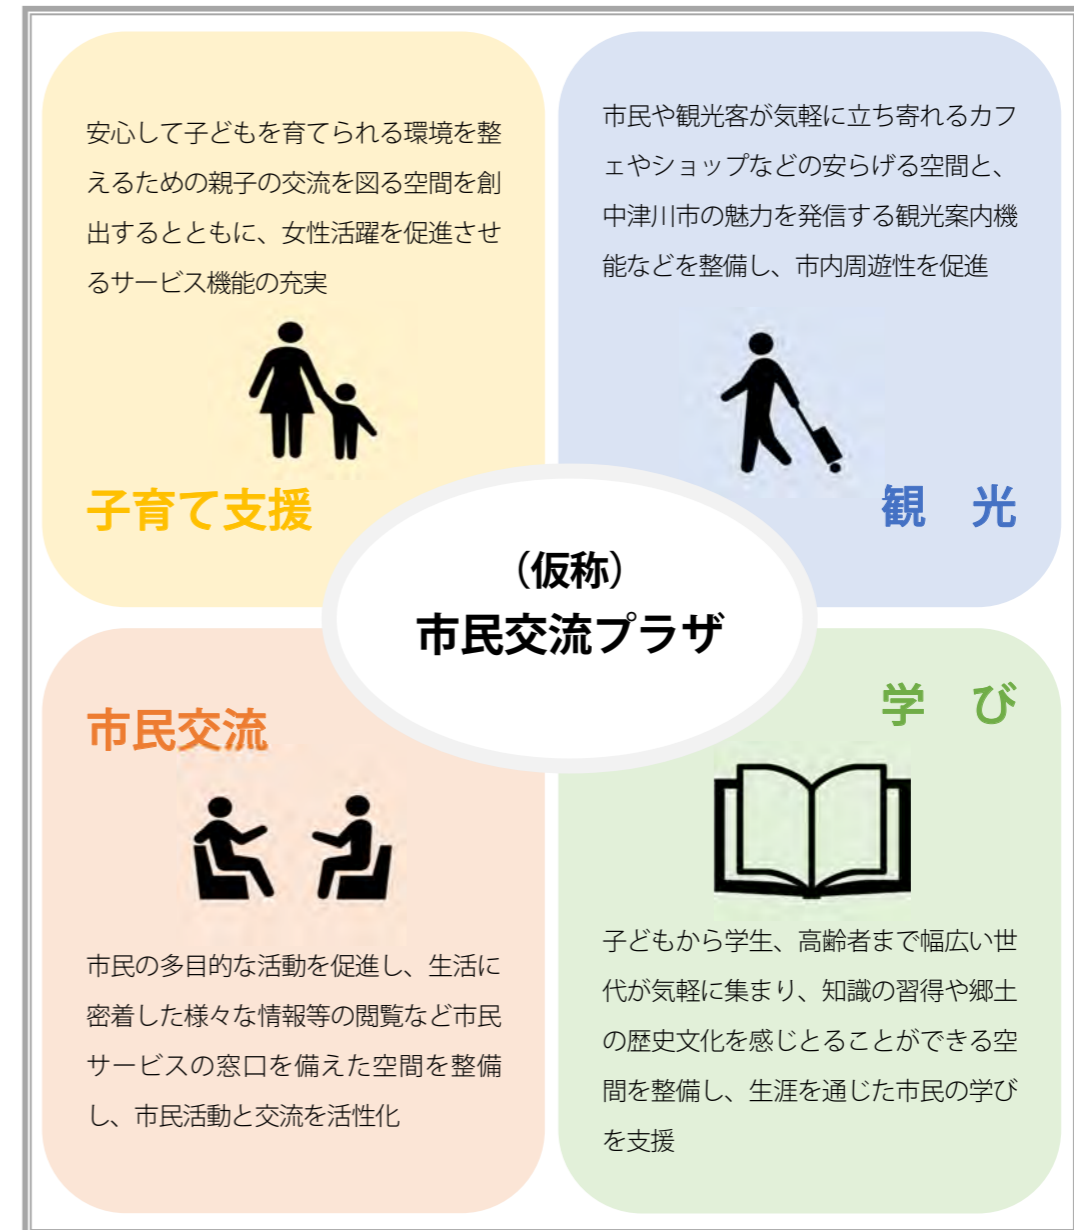 安心して子どもを育てられる環境を整
えるための親子の交流を図る空間を創
出するとともに、女性活躍を促進させ
るサービス機能の充実
子育て支援
市民や観光客が気軽に立ち寄れるカフ
ェやショップなどの安らげる空間と、
中津川市の魅力を発信する観光案内機
能などを整備し、市内周遊性を促進
観　光
（仮称）
市民交流プラザ
市民交流
市民の多目的な活動を促進し、生活に
密着した様々な情報等の閲覧など市民
サービスの窓口を備えた空間を整備
し、市民活動と交流を活性化
学　び
子どもから学生、高齢者まで幅広い世
代が気軽に集まり、知識の習得や郷土
の歴史文化を感じとることができる空
間を整備し、生涯を通じた市民の学び
を支援